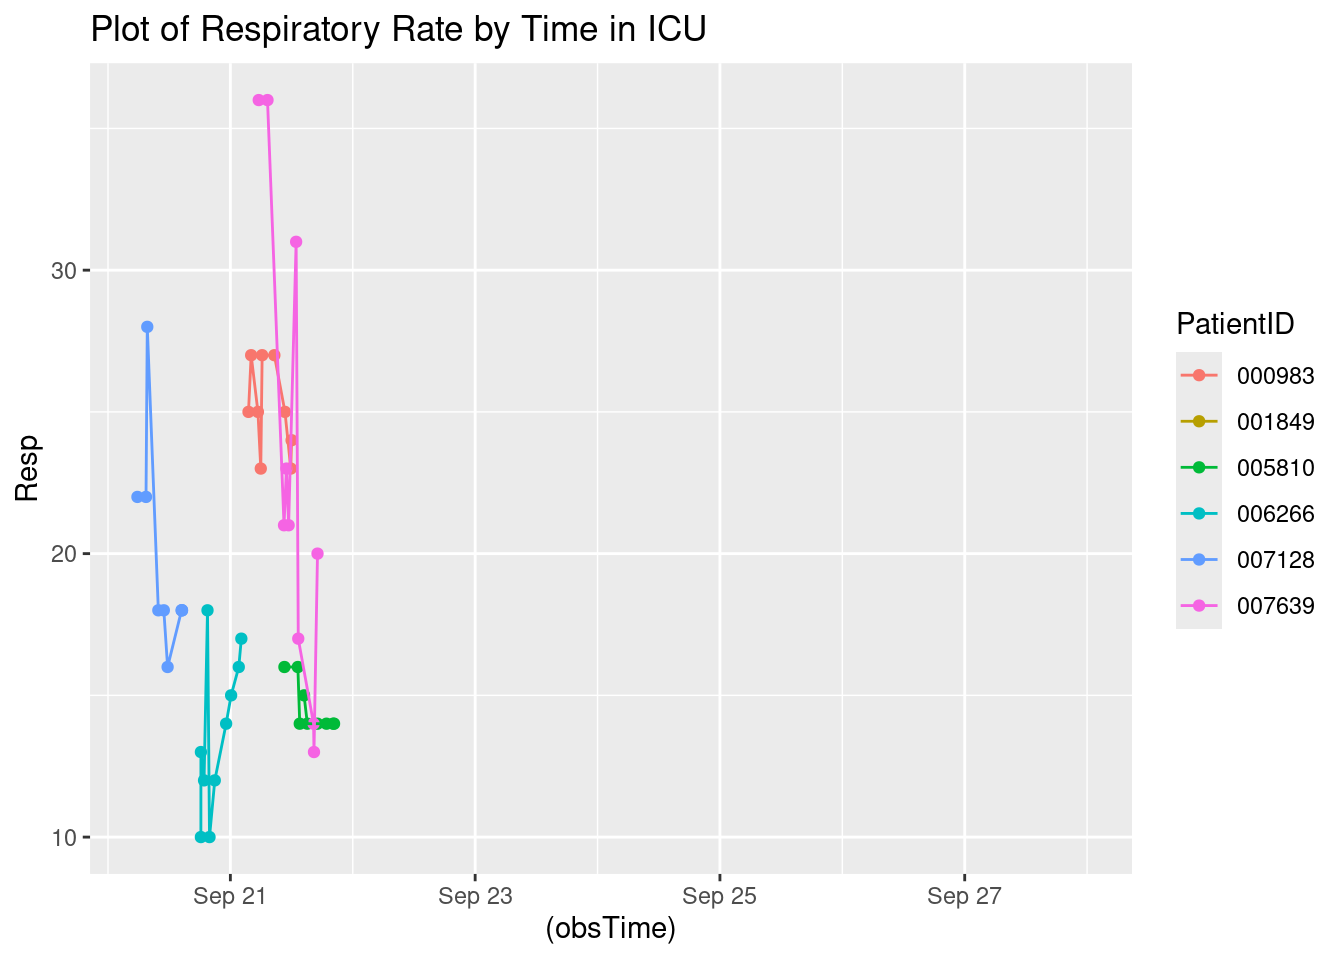 Plot of Respiratory Rate by Time in ICU
30
20
10
Resp
Sep 21
Sep 23
Sep 25
Sep 27
(obsTime)
PatientID
000983
001849
005810
006266
007128
007639